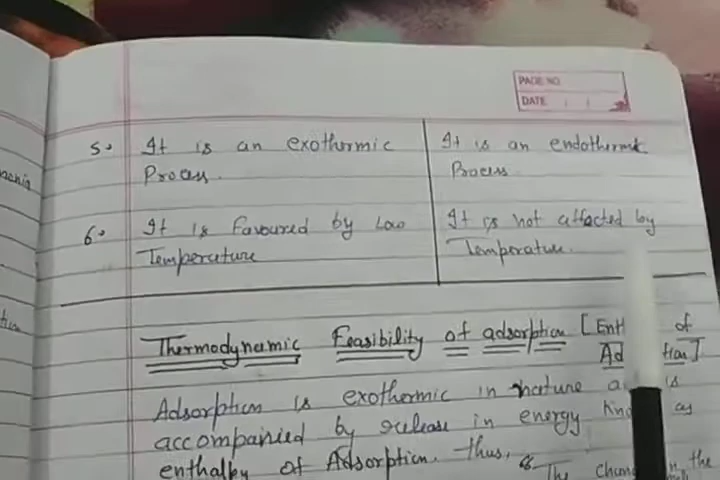 PAGE NO.
DATE
5. It is an exothermic It is an endothermic
Process. Process
6. It is favoured by Low It is not affected by
Temperature Temperature.
Thermodynamic Feasibility of adsorption [ of
Ad
Adsorption is exothermic in nature is
accompanied by release in energy as
enthalpy of Adsorption. thus,
The the